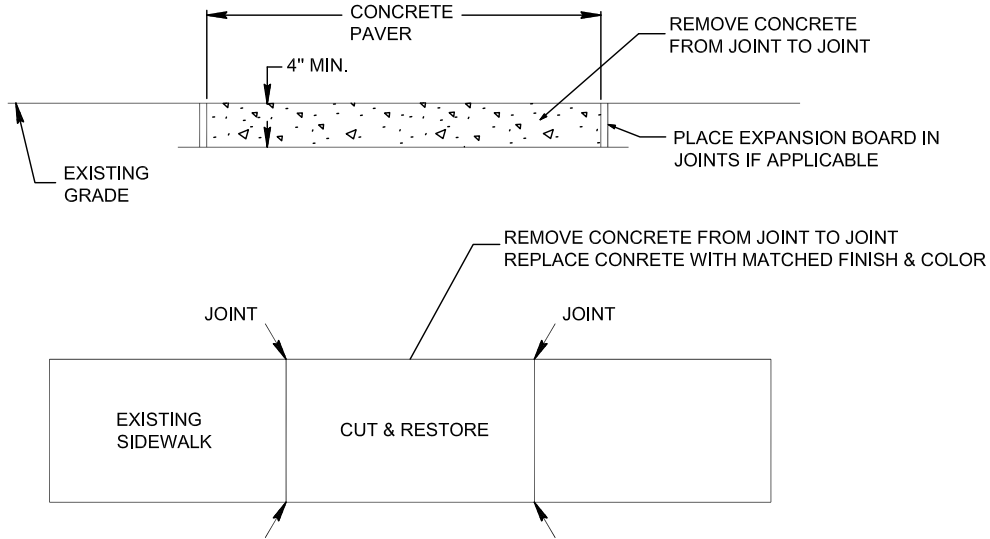 CONCRETE
PAVER
REMOVE CONCRETE
FROM JOINT TO JOINT
4" MIN.
PLACE EXPANSION BOARD IN
JOINTS IF APPLICABLE
EXISTING
GRADE
REMOVE CONCRETE FROM JOINT TO JOINT
REPLACE CONRETE WITH MATCHED FINISH & COLOR
JOINT
JOINT
EXISTING
SIDEWALK
CUT & RESTORE